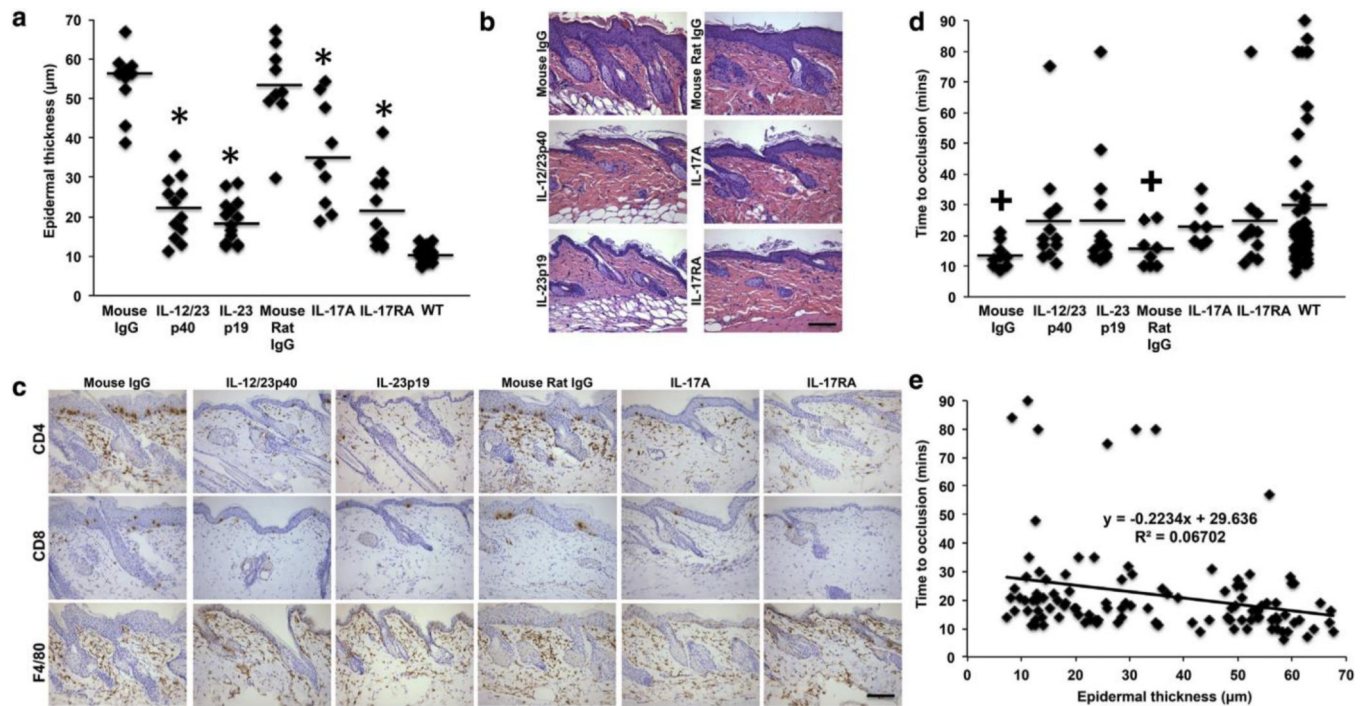 a
Epidermal thickness (µm)
70
60
50
40
30
20
10
0
*
*
*
*
Mouse IgG
IL-12/23 p40
IL-23 p19
Mouse Rat IgG
IL-17A
IL-17RA
WT
b
Mouse IgG
Mouse Rat IgG
IL-12/23p40
IL-17A
IL-23p19
IL-17RA
d
Time to occlusion (mins)
90
80
70
60
50
40
30
20
10
0
+
+
Mouse IgG
IL-12/23 p40
IL-23 p19
Mouse Rat IgG
IL-17A
IL-17RA
WT
c
Mouse IgG
IL-12/23p40
IL-23p19
Mouse Rat IgG
IL-17A
IL-17RA
CD4
CD8
F4/80
e
Time to occlusion (mins)
90
80
70
60
50
40
30
20
10
0
y = -0.2234x + 29.636
R² = 0.06702
0
10
20
30
40
50
60
70
Epidermal thickness (µm)